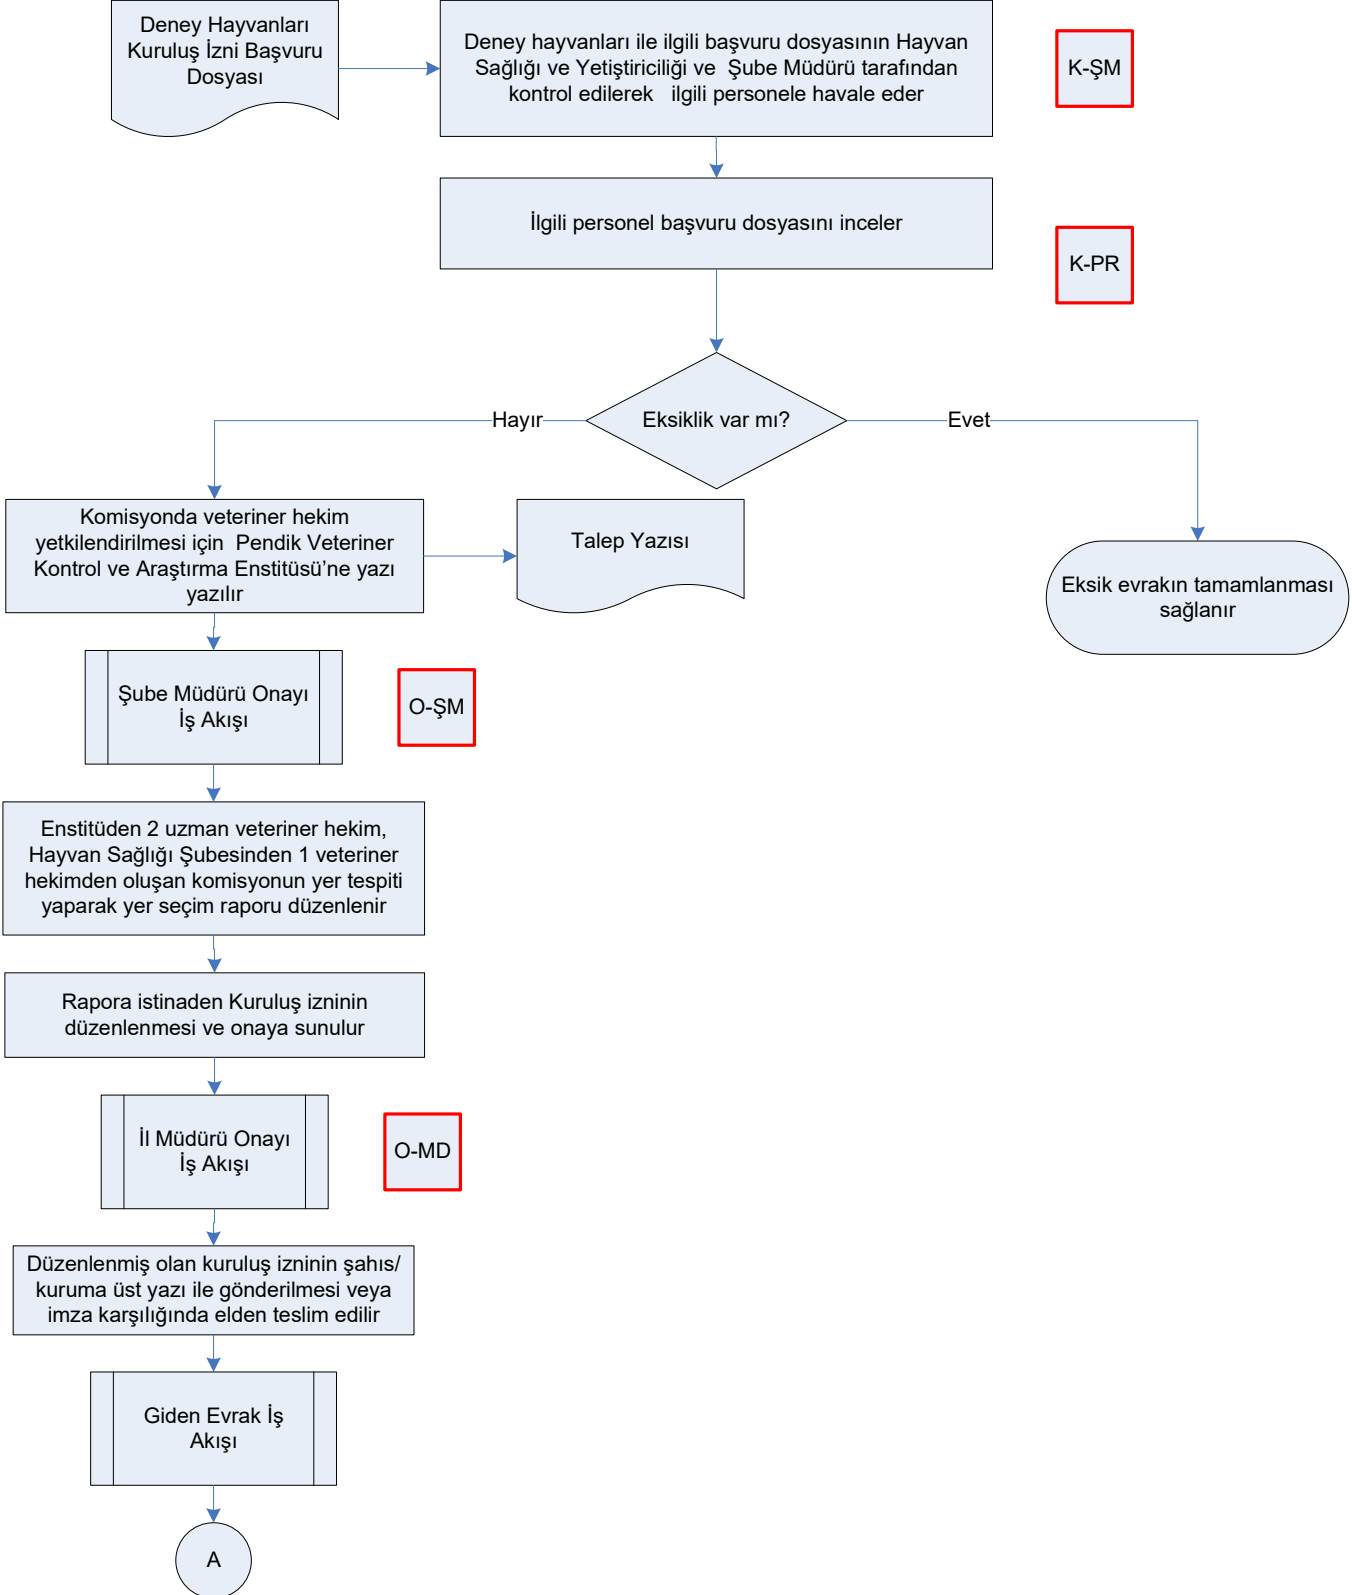 Deney Hayvanları
Kuruluş İzni Başvuru
Dosyası
Deney hayvanları ile ilgili başvuru dosyasının Hayvan
Sağlığı ve Yetiştiriciliği ve Şube Müdürü tarafından
kontrol edilerek ilgili personele havale eder
K-ŞM
İlgili personel başvuru dosyasını inceler
K-PR
Eksiklik var mı?
Hayır
Evet
Komisyonda veteriner hekim
yetkilendirilmesi için Pendik Veteriner
Kontrol ve Araştırma Enstitüsü’ne yazı
yazılır
Talep Yazısı
Eksik evrakın tamamlanması
sağlanır
Şube Müdürü Onayı
İş Akışı
O-ŞM
Enstitüden 2 uzman veteriner hekim,
Hayvan Sağlığı Şubesinden 1 veteriner
hekimden oluşan komisyonun yer tespiti
yaparak yer seçim raporu düzenlenir
Rapora istinaden Kuruluş izninin
düzenlenmesi ve onaya sunulur
İl Müdürü Onayı
İş Akışı
O-MD
Düzenlenmiş olan kuruluş izninin şahıs/
kuruma üst yazı ile gönderilmesi veya
imza karşılığında elden teslim edilir
Giden Evrak İş
Akışı
A